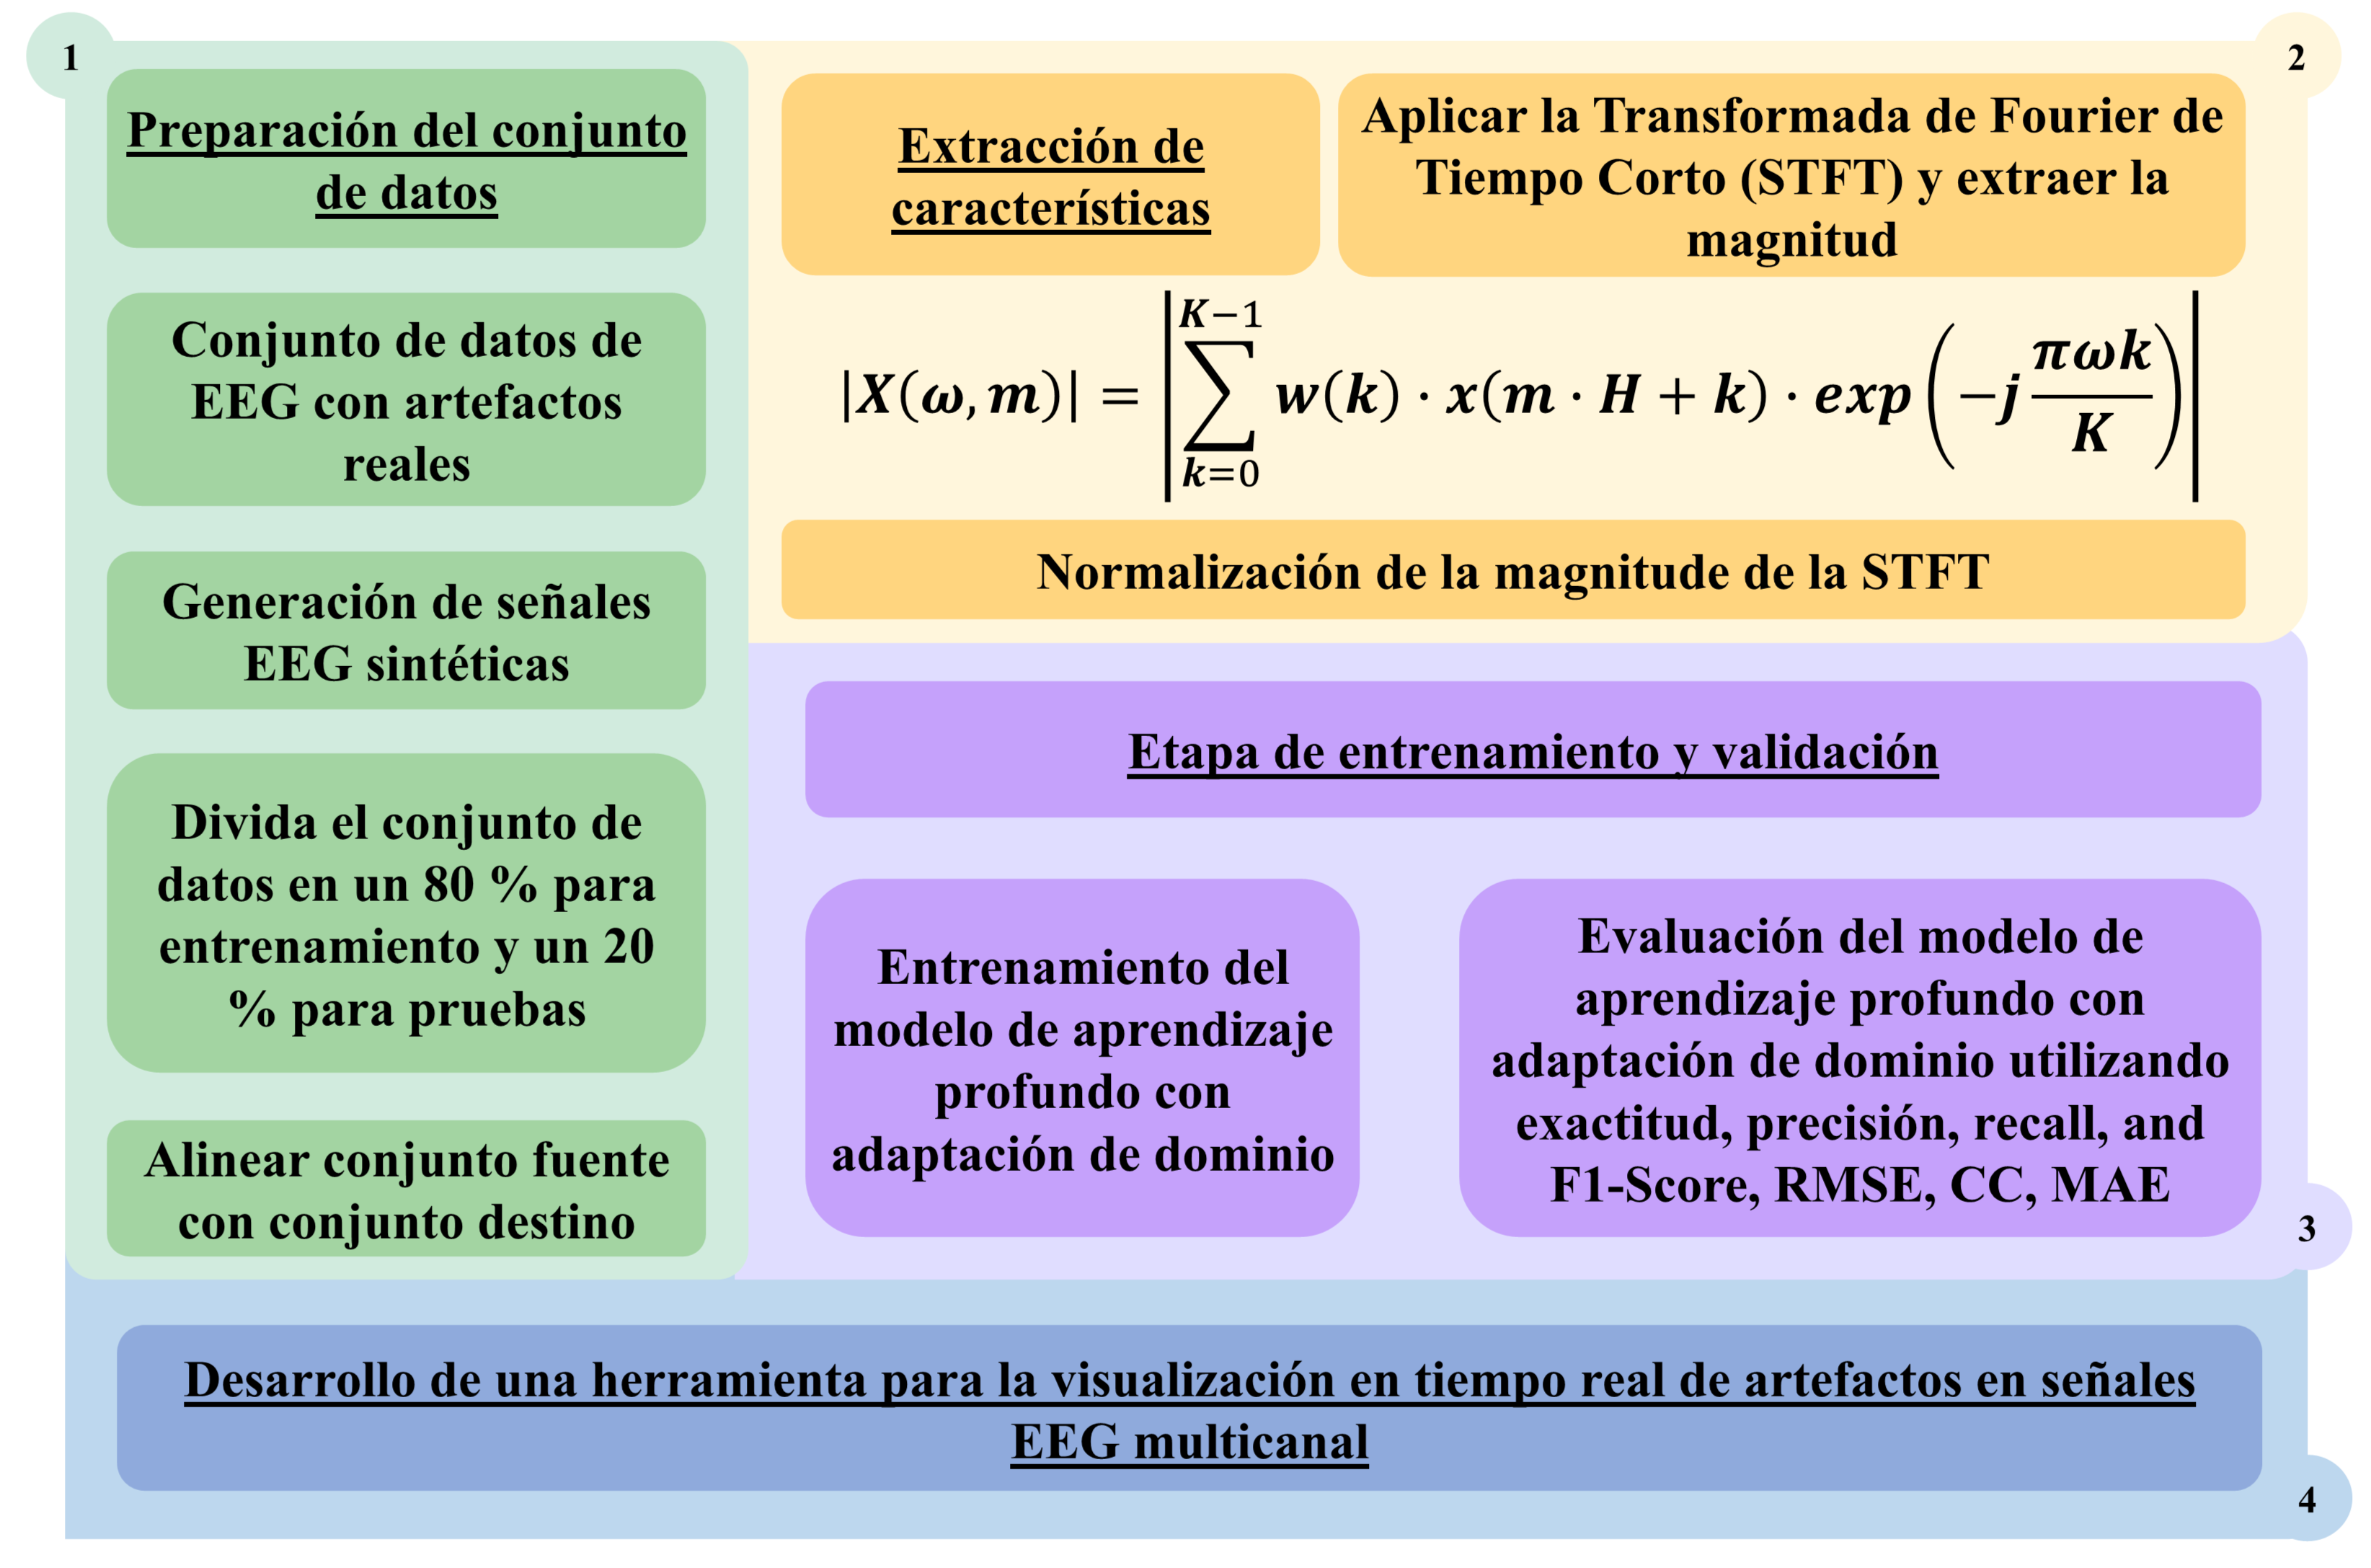 1
Preparación del conjunto
de datos
Conjunto de datos de
EEG con artefactos
reales
Generación de señales
EEG sintéticas
Divida el conjunto de
datos en un 80 % para
entrenamiento y un 20
% para pruebas
Alinear conjunto fuente
con conjunto destino
2
Extracción de
características
Aplicar la Transformada de Fourier de
Tiempo Corto (STFT) y extraer la
magnitud
|X(ω, m)| = |∑_{k=0}^{K−1} w(k) · x(m · H + k) · exp(−j πωk/K)|
Normalización de la magnitude de la STFT
Etapa de entrenamiento y validación
Entrenamiento del
modelo de aprendizaje
profundo con
adaptación de dominio
Evaluación del modelo de
aprendizaje profundo con
adaptación de dominio utilizando
exactitud, precisión, recall, and
F1-Score, RMSE, CC, MAE
3
Desarrollo de una herramienta para la visualización en tiempo real de artefactos en señales
EEG multicanal
4